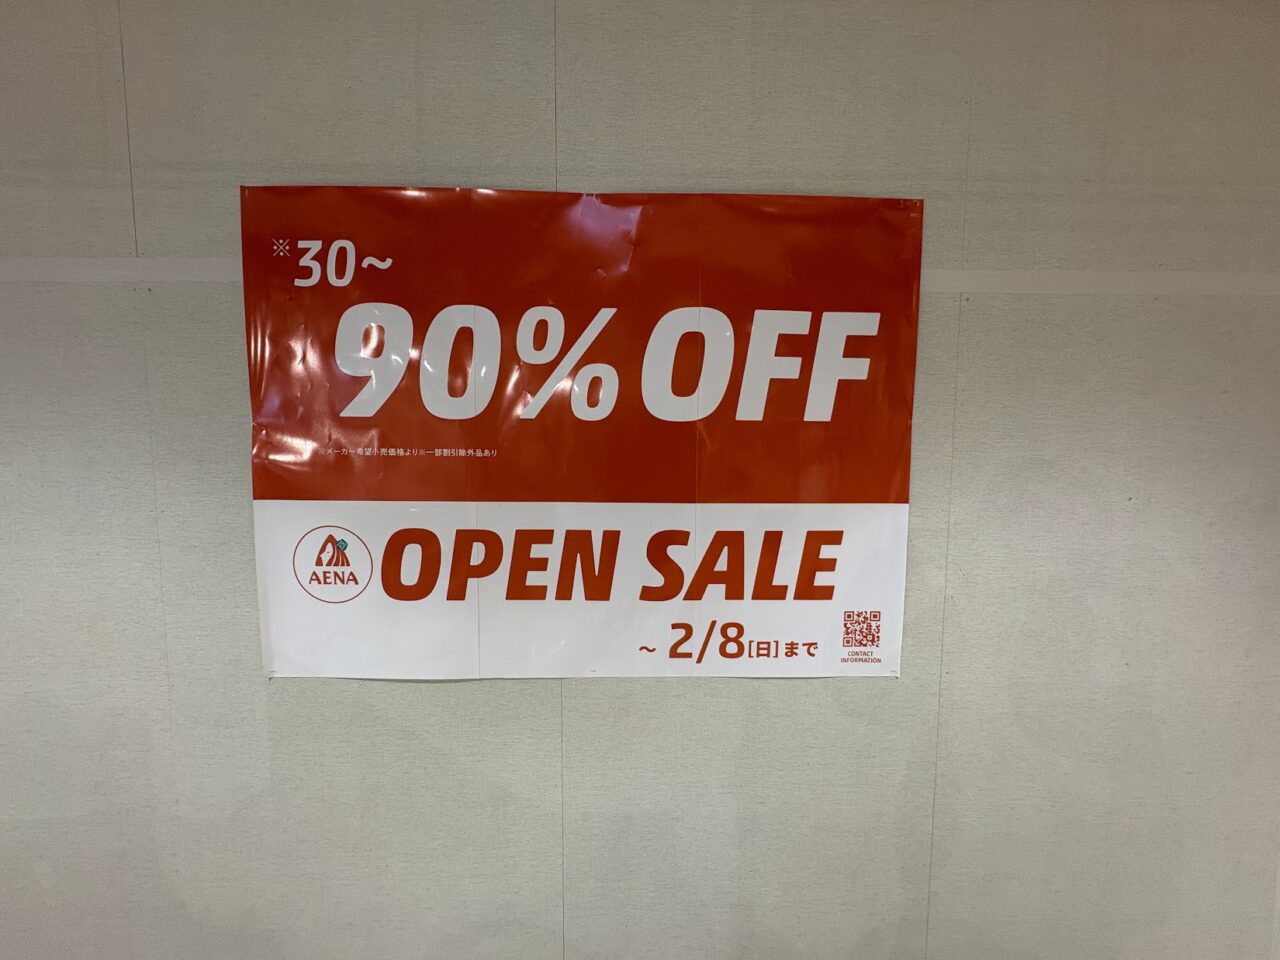 ※30~
90%OFF
※メーカー希望小売価格より※一部割引除外品あり
AENA
OPEN SALE
~ 2/8[日]まで
CONTACT
INFORMATION